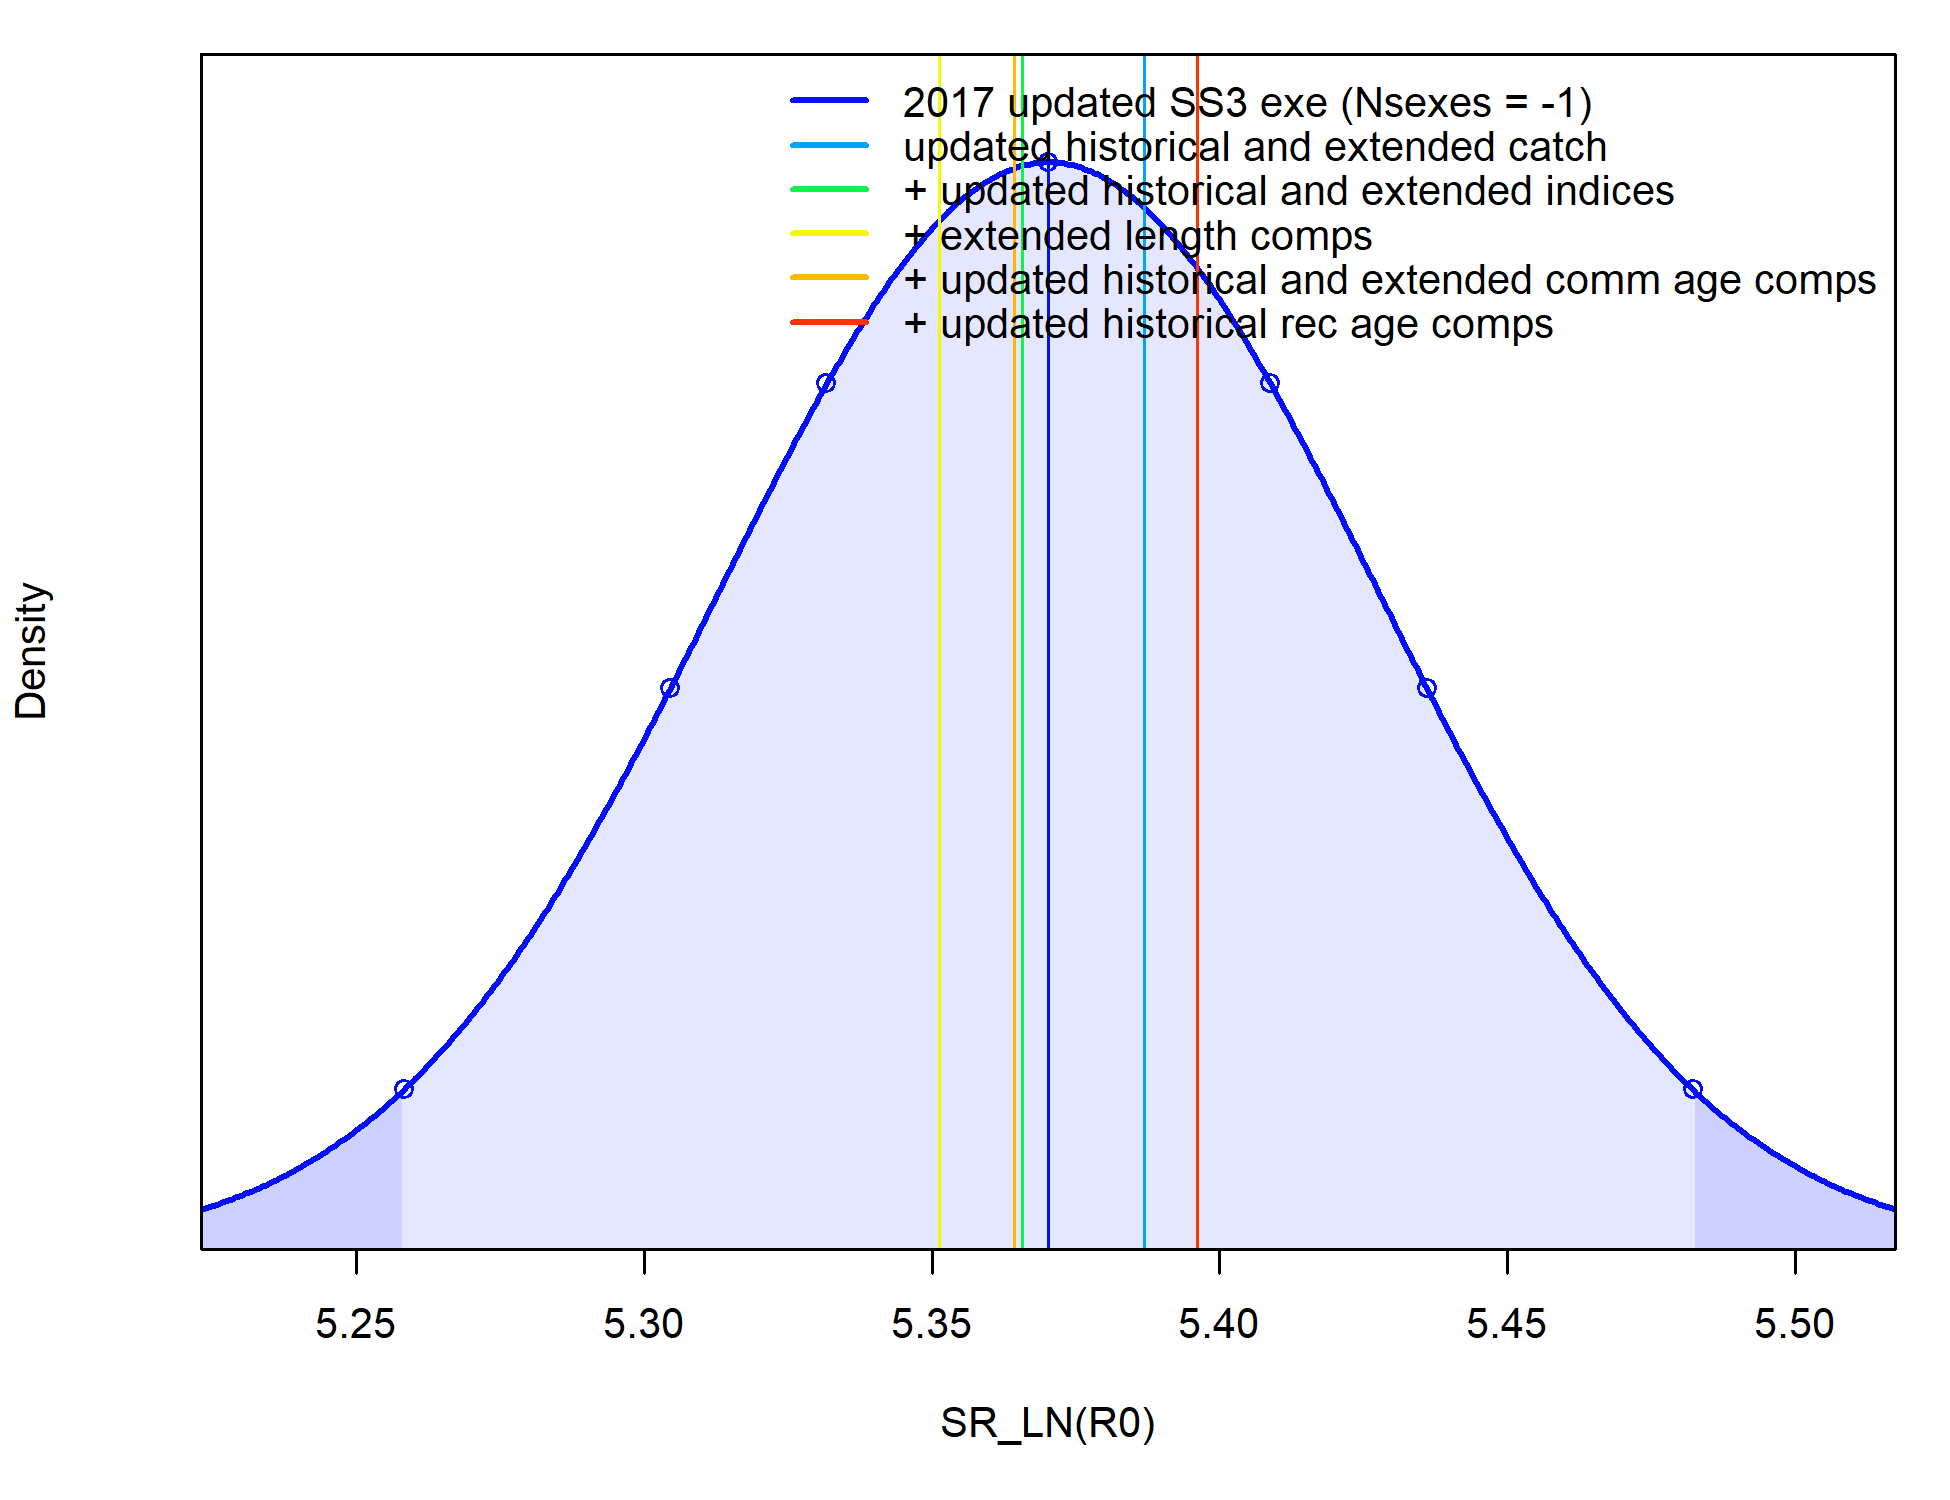 2017 updated SS3 exe (Nsexes = -1)
updated historical and extended catch
+ updated historical and extended indices
+ extended length comps
+ updated historical and extended comm age comps
+ updated historical rec age comps
Density
5.25 5.30 5.35 5.40 5.45 5.50
SR_LN(R0)